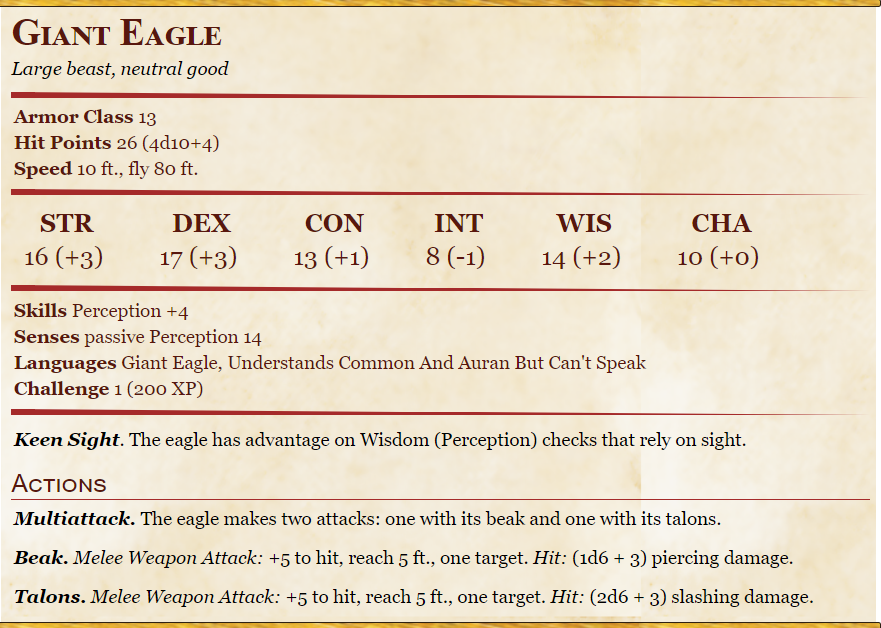 Giant Eagle
Large beast, neutral good
Armor Class 13
Hit Points 26 (4d10+4)
Speed 10 ft., fly 80 ft.
STR DEX CON INT WIS CHA
16 (+3) 17 (+3) 13 (+1) 8 (-1) 14 (+2) 10 (+0)
Skills Perception +4
Senses passive Perception 14
Languages Giant Eagle, Understands Common And Auran But Can't Speak
Challenge 1 (200 XP)
Keen Sight. The eagle has advantage on Wisdom (Perception) checks that rely on sight.
Actions
Multiattack. The eagle makes two attacks: one with its beak and one with its talons.
Beak. Melee Weapon Attack: +5 to hit, reach 5 ft., one target. Hit: (1d6 + 3) piercing damage.
Talons. Melee Weapon Attack: +5 to hit, reach 5 ft., one target. Hit: (2d6 + 3) slashing damage.